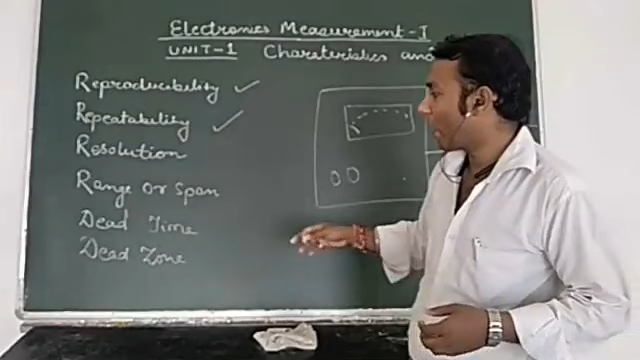 Electronics Measurement-I
UNIT-1 Charateristics and
Reproducibility ✓
Repeatability ✓
Resolution
Range or span
Dead Time
Dead Zone